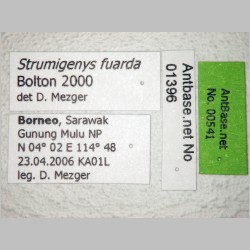 Strumigenys fuarda
Bolton 2000
det D. Mezger
Borneo, Sarawak
Gunung Mulu NP
N 04° 02 E 114° 48
23.04.2006 KA01L
leg. D. Mezger
Antbase.net No
01396
AntBase.net
No. 00541